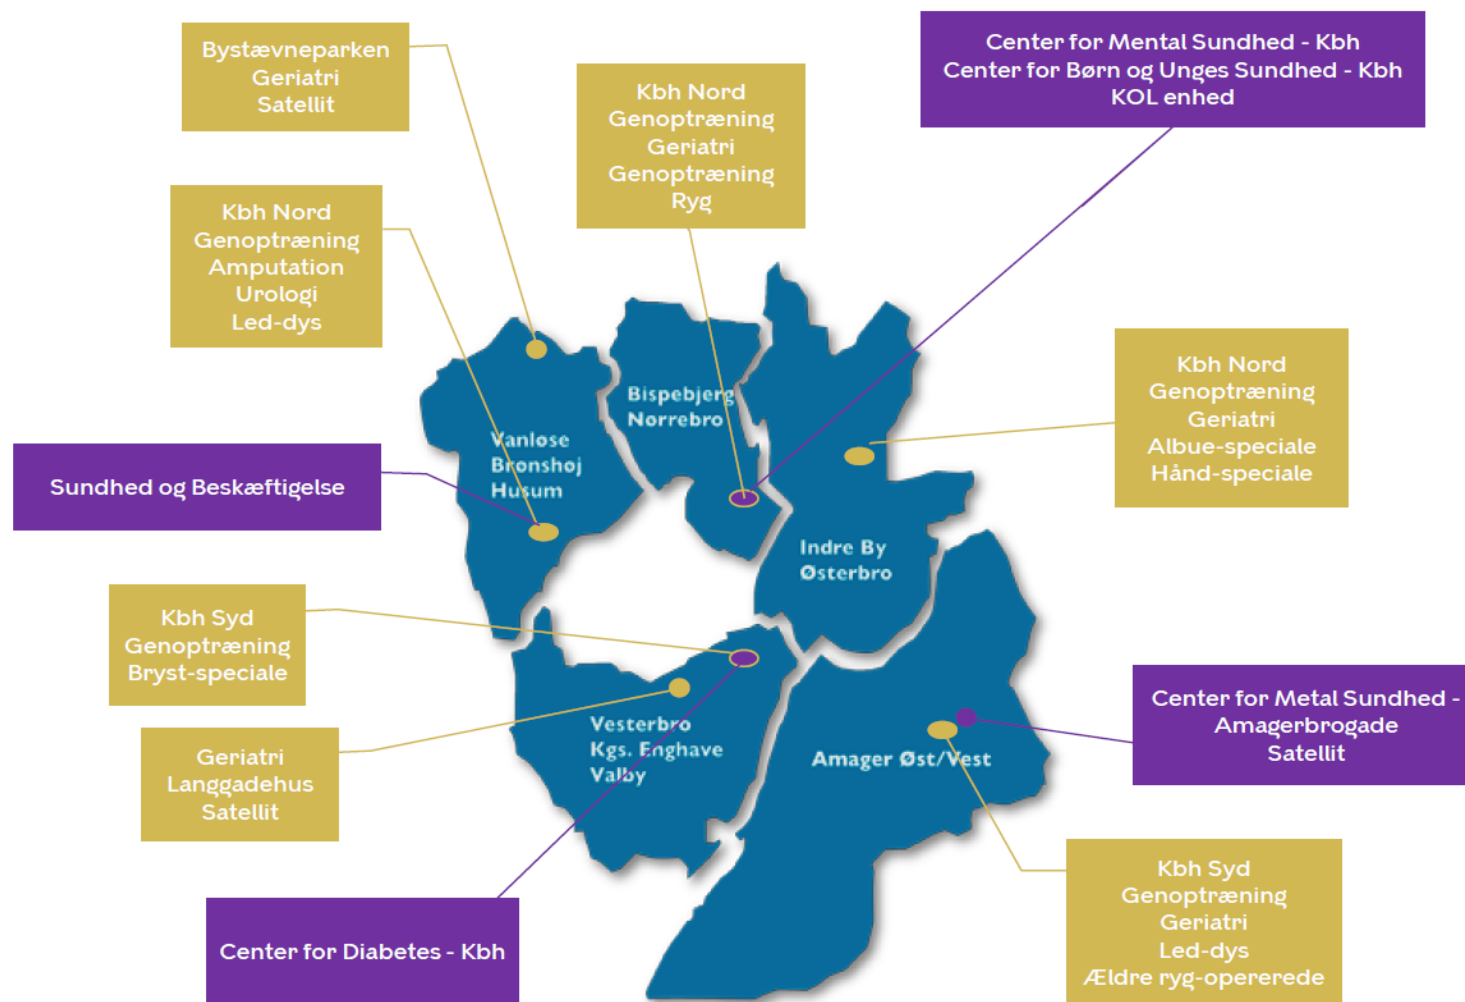 Bystævneparken
Geriatri
Satellit
Kbh Nord
Genoptræning
Geriatri
Genoptræning
Ryg
Center for Mental Sundhed - Kbh
Center for Børn og Unges Sundhed - Kbh
KOL enhed
Kbh Nord
Genoptræning
Amputation
Urologi
Led-dys
Kbh Nord
Genoptræning
Geriatri
Albue-speciale
Hånd-speciale
Bispebjerg
Nørrebro
Vanløse
Brønshøj
Husum
Sundhed og Beskæftigelse
Indre By
Østerbro
Kbh Syd
Genoptræning
Bryst-speciale
Vesterbro
Kgs. Enghave
Valby
Amager Øst/Vest
Center for Metal Sundhed -
Amagerbrogade
Satellit
Geriatri
Langgadehus
Satellit
Center for Diabetes - Kbh
Kbh Syd
Genoptræning
Geriatri
Led-dys
Ældre ryg-opererede